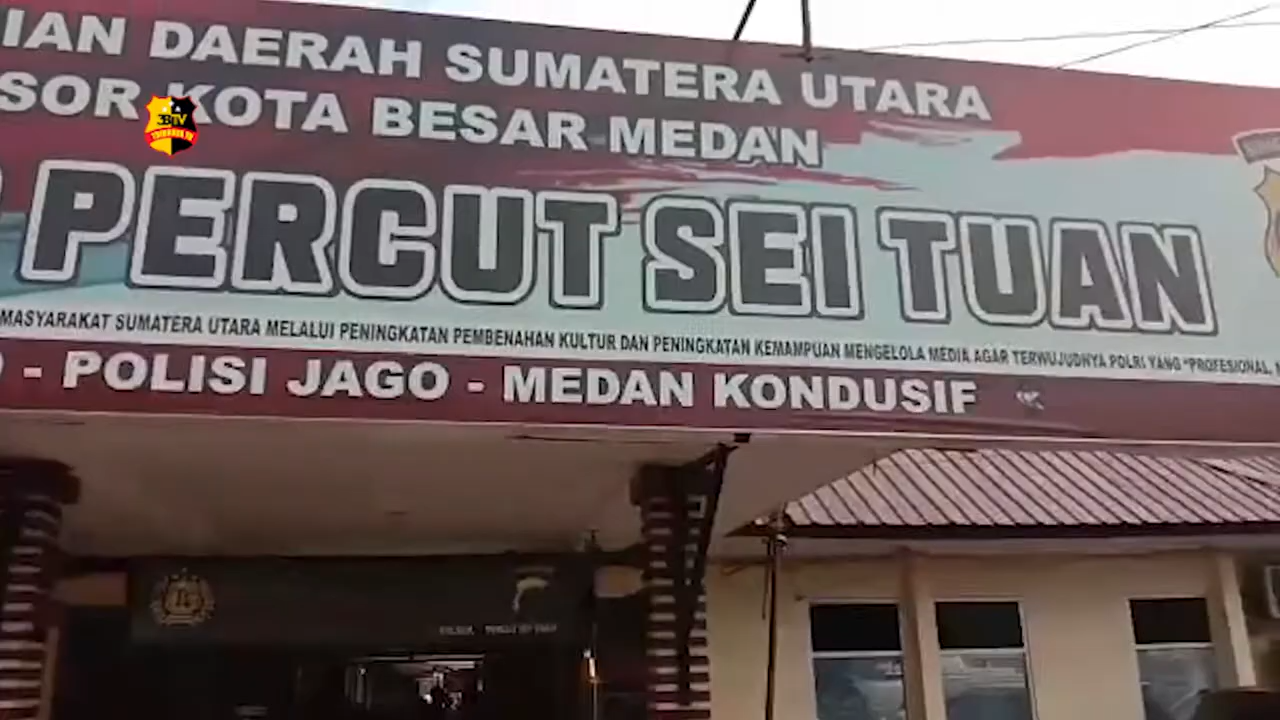 IAN DAERAH SUMATERA UTARA
SOR KOTA BESAR MEDAN
PERCUT SEI TUAN
MASYARAKAT SUMATERA UTARA MELALUI PENINGKATAN PEMBENAHAN KULTUR DAN PENINGKATAN KEMAMPUAN MENGELOLA MEDIA AGAR TERWUJUDNYA POLRI YANG "PROFESIONAL, M
- POLISI JAGO - MEDAN KONDUSIF
3BTV